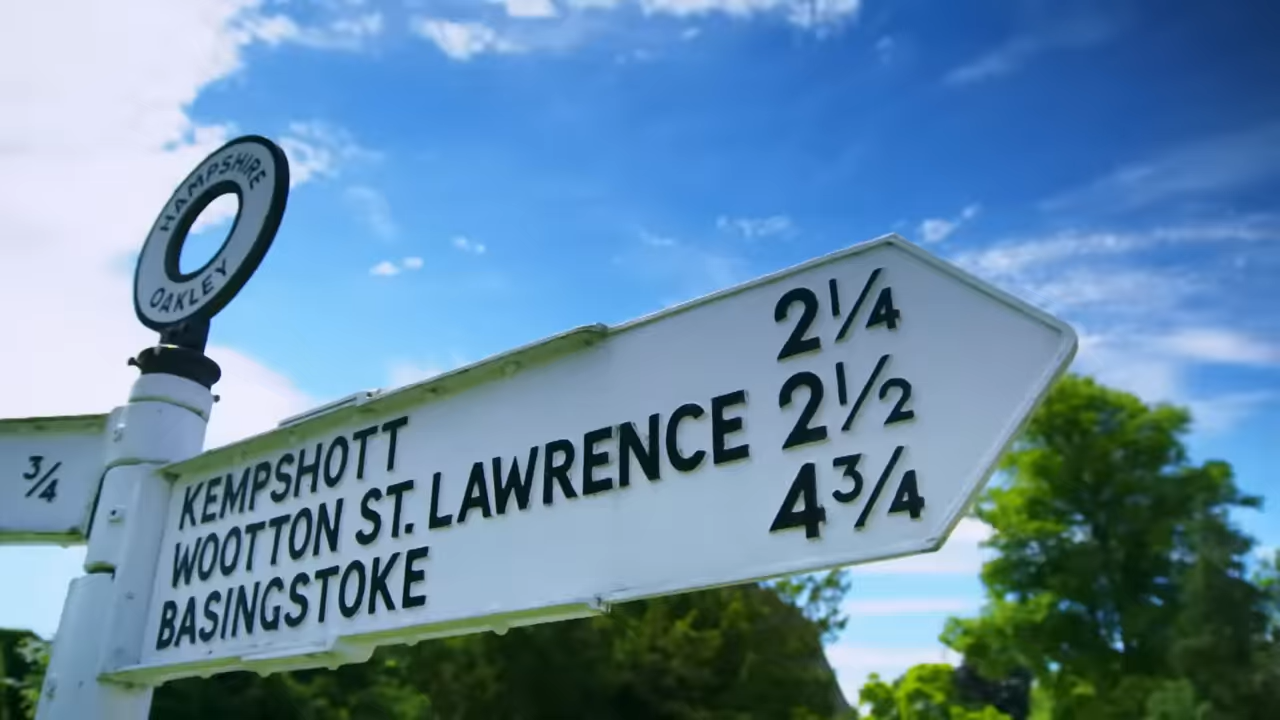 HAMPSHIRE
OAKLEY
¾
KEMPSHOTT 2¼
WOOTTON ST. LAWRENCE 2½
BASINGSTOKE 4¾